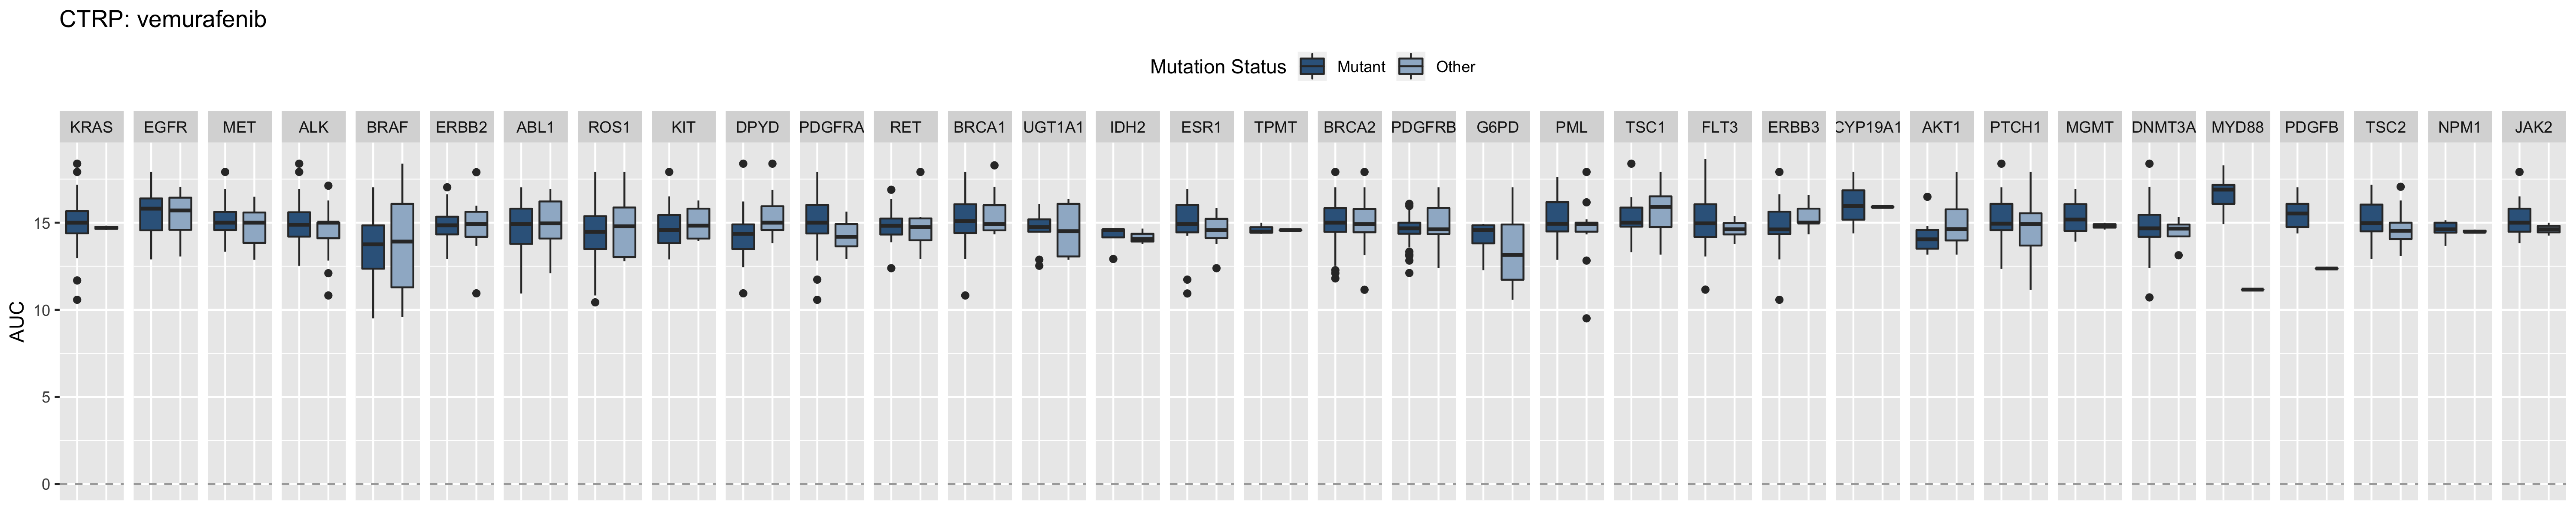 CTRP: vemurafenib
Mutation Status Mutant Other
KRAS EGFR MET ALK BRAF ERBB2 ABL1 ROS1 KIT DPYD PDGFRA RET BRCA1 UGT1A1 IDH2 ESR1 TPMT BRCA2 PDGFRB G6PD PML TSC1 FLT3 ERBB3 CYP19A1 AKT1 PTCH1 MGMT DNMT3A MYD88 PDGFB TSC2 NPM1 JAK2
15
10
5
0
AUC